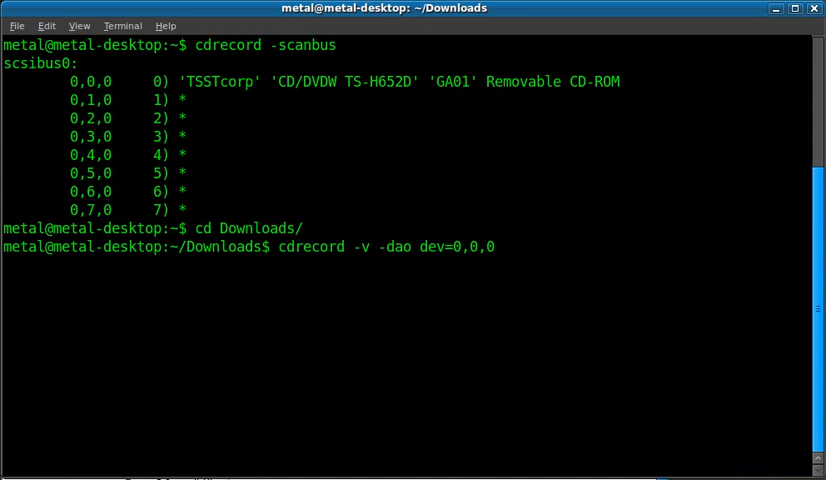 metal@metal-desktop: ~/Downloads
File Edit View Terminal Help
metal@metal-desktop:~$ cdrecord -scanbus
scsibus0:
0,0,0 0) 'TSSTcorp' 'CD/DVDW TS-H652D' 'GA01' Removable CD-ROM
0,1,0 1) *
0,2,0 2) *
0,3,0 3) *
0,4,0 4) *
0,5,0 5) *
0,6,0 6) *
0,7,0 7) *
metal@metal-desktop:~$ cd Downloads/
metal@metal-desktop:~/Downloads$ cdrecord -v -dao dev=0,0,0